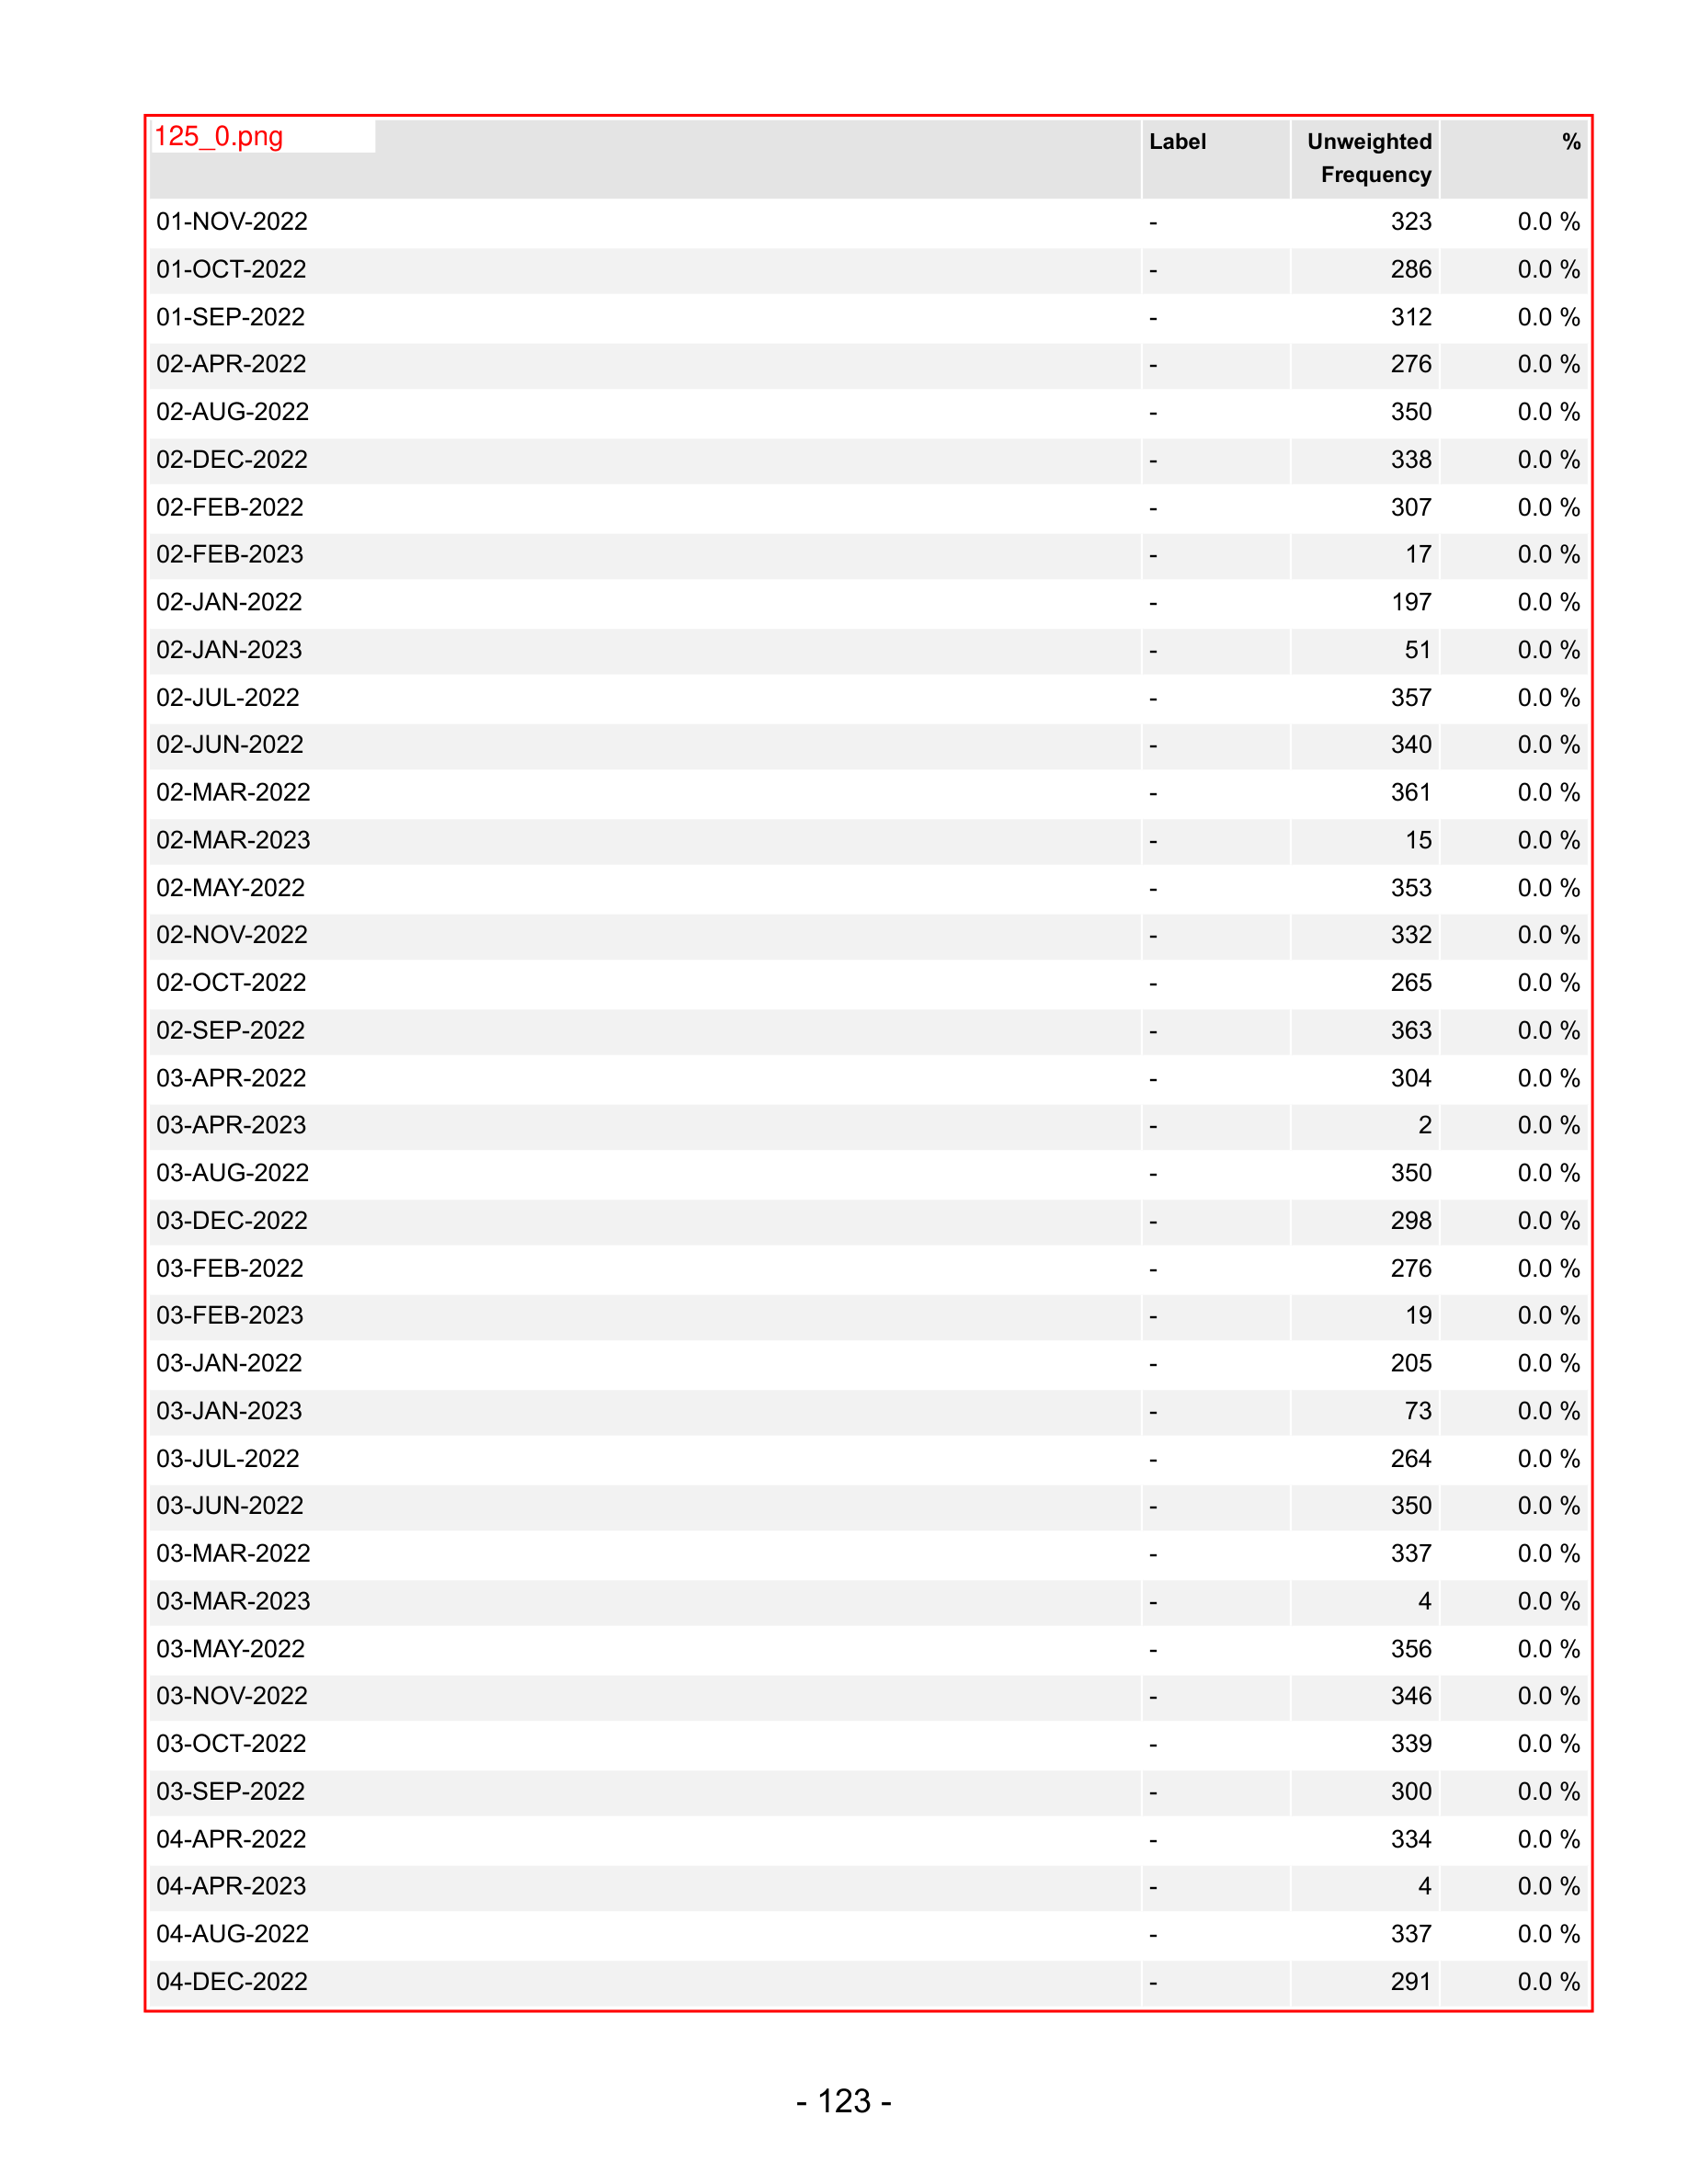 125_0.png Label Unweighted Frequency %
01-NOV-2022 - 323 0.0 %
01-OCT-2022 - 286 0.0 %
01-SEP-2022 - 312 0.0 %
02-APR-2022 - 276 0.0 %
02-AUG-2022 - 350 0.0 %
02-DEC-2022 - 338 0.0 %
02-FEB-2022 - 307 0.0 %
02-FEB-2023 - 17 0.0 %
02-JAN-2022 - 197 0.0 %
02-JAN-2023 - 51 0.0 %
02-JUL-2022 - 357 0.0 %
02-JUN-2022 - 340 0.0 %
02-MAR-2022 - 361 0.0 %
02-MAR-2023 - 15 0.0 %
02-MAY-2022 - 353 0.0 %
02-NOV-2022 - 332 0.0 %
02-OCT-2022 - 265 0.0 %
02-SEP-2022 - 363 0.0 %
03-APR-2022 - 304 0.0 %
03-APR-2023 - 2 0.0 %
03-AUG-2022 - 350 0.0 %
03-DEC-2022 - 298 0.0 %
03-FEB-2022 - 276 0.0 %
03-FEB-2023 - 19 0.0 %
03-JAN-2022 - 205 0.0 %
03-JAN-2023 - 73 0.0 %
03-JUL-2022 - 264 0.0 %
03-JUN-2022 - 350 0.0 %
03-MAR-2022 - 337 0.0 %
03-MAR-2023 - 4 0.0 %
03-MAY-2022 - 356 0.0 %
03-NOV-2022 - 346 0.0 %
03-OCT-2022 - 339 0.0 %
03-SEP-2022 - 300 0.0 %
04-APR-2022 - 334 0.0 %
04-APR-2023 - 4 0.0 %
04-AUG-2022 - 337 0.0 %
04-DEC-2022 - 291 0.0 %
- 123 -